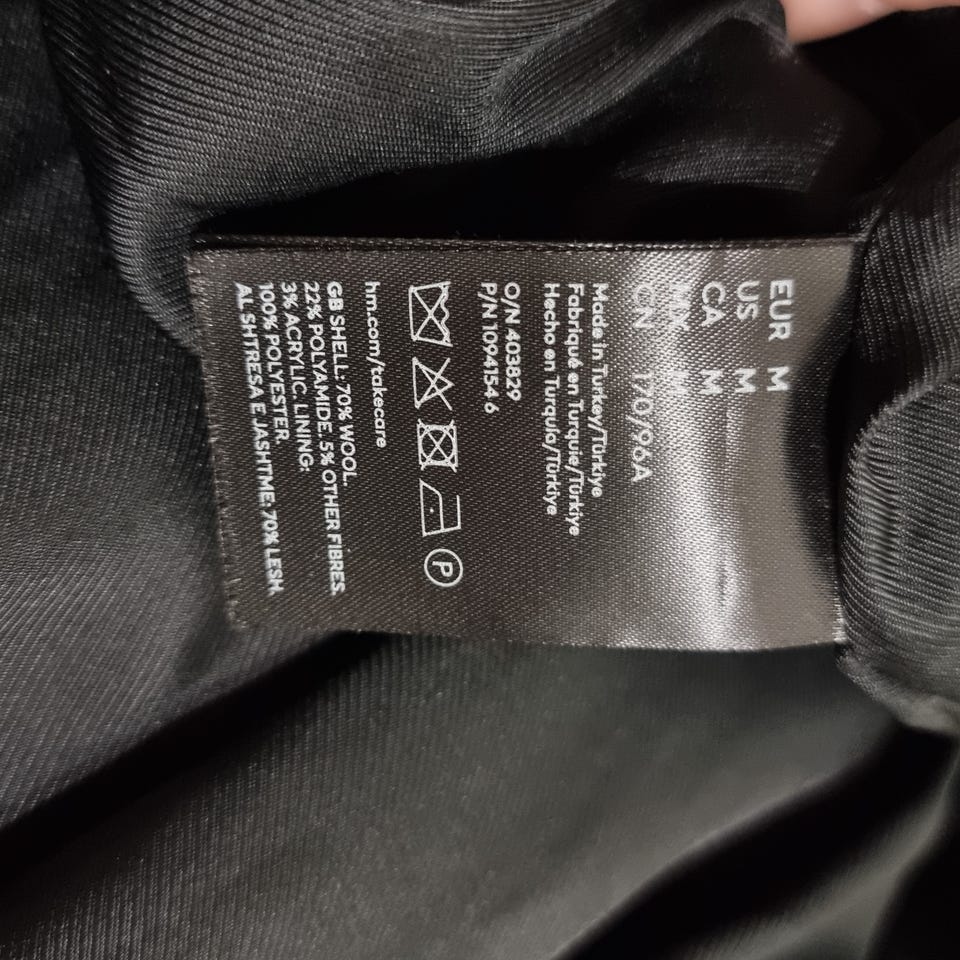 EUR M
US M
CA M
MX M
CN 170/96A
Made in Turkey/Türkiye
Fabriqué en Turquie/Türkiye
Hecho en Turquía/Türkiye
O/N 403829
P/N 1094154 6
P
hm.com/takecare
GB SHELL: 70% WOOL.
22% POLYAMIDE. 5% OTHER FIBRES.
3% ACRYLIC. LINING:
100% POLYESTER.
AL SHTRESA E JASHTME: 70% LESH.